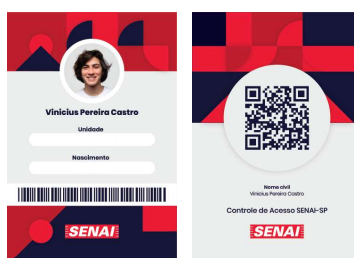 Vinicius Pereira Castro
Unidade
Nascimento
SENAI
Nome civil
Vinicius Pereira Castro
Controle de Acesso SENAI-SP
SENAI